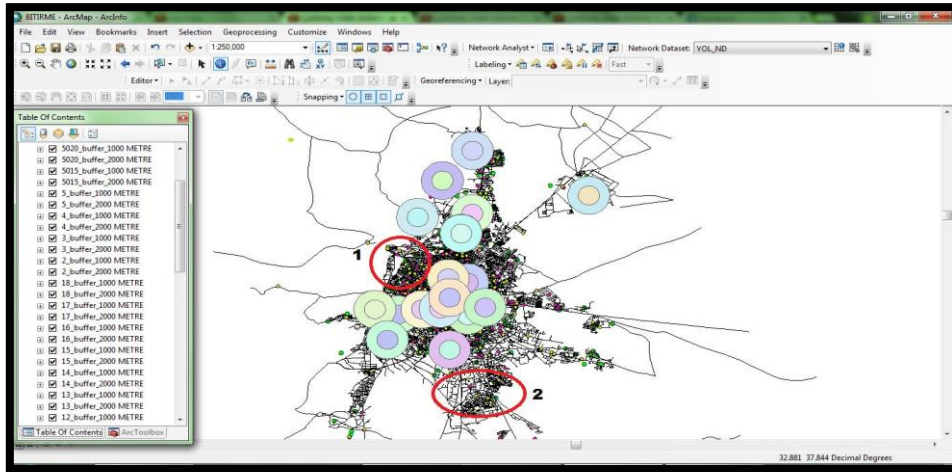 BITIRME - ArcMap - ArcInfo
File Edit View Bookmarks Insert Selection Geoprocessing Customize Windows Help
1:250,000
Network Analyst
Network Dataset: YOL_ND
Labeling
Fast
Editor
Georeferencing Layer:
Snapping
Table Of Contents
5020_buffer_1000 METRE
5020_buffer_2000 METRE
5015_buffer_1000 METRE
5015_buffer_2000 METRE
5_buffer_1000 METRE
5_buffer_2000 METRE
4_buffer_1000 METRE
4_buffer_2000 METRE
3_buffer_1000 METRE
3_buffer_2000 METRE
2_buffer_1000 METRE
2_buffer_2000 METRE
18_buffer_1000 METRE
18_buffer_2000 METRE
17_buffer_1000 METRE
17_buffer_2000 METRE
16_buffer_1000 METRE
16_buffer_2000 METRE
15_buffer_1000 METRE
15_buffer_2000 METRE
14_buffer_1000 METRE
14_buffer_2000 METRE
13_buffer_1000 METRE
13_buffer_2000 METRE
12_buffer_1000 METRE
Table Of Contents ArcToolbox
1
2
32.881 37.844 Decimal Degrees